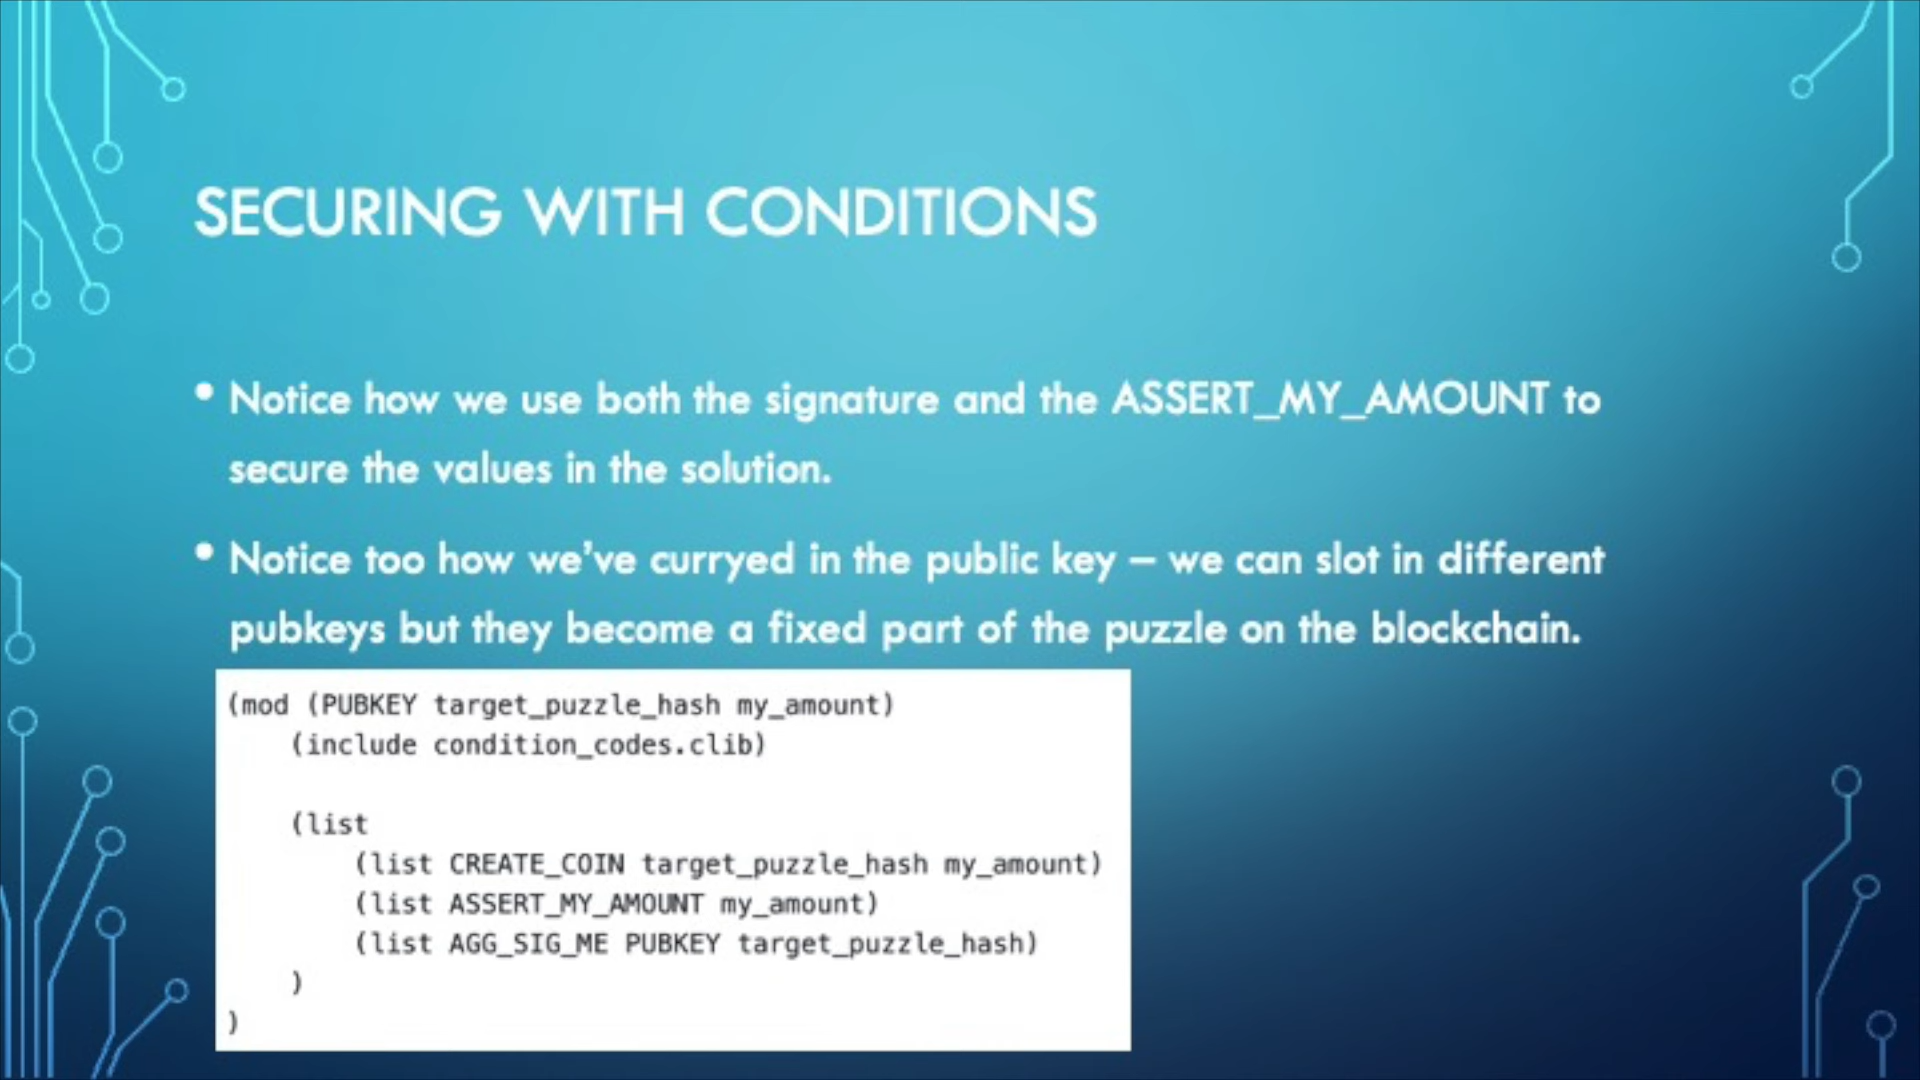 SECURING WITH CONDITIONS
• Notice how we use both the signature and the ASSERT_MY_AMOUNT to
secure the values in the solution.
• Notice too how we’ve curryed in the public key – we can slot in different
pubkeys but they become a fixed part of the puzzle on the blockchain.
(mod (PUBKEY target_puzzle_hash my_amount)
    (include condition_codes.clib)
    (list
        (list CREATE_COIN target_puzzle_hash my_amount)
        (list ASSERT_MY_AMOUNT my_amount)
        (list AGG_SIG_ME PUBKEY target_puzzle_hash)
    )
)